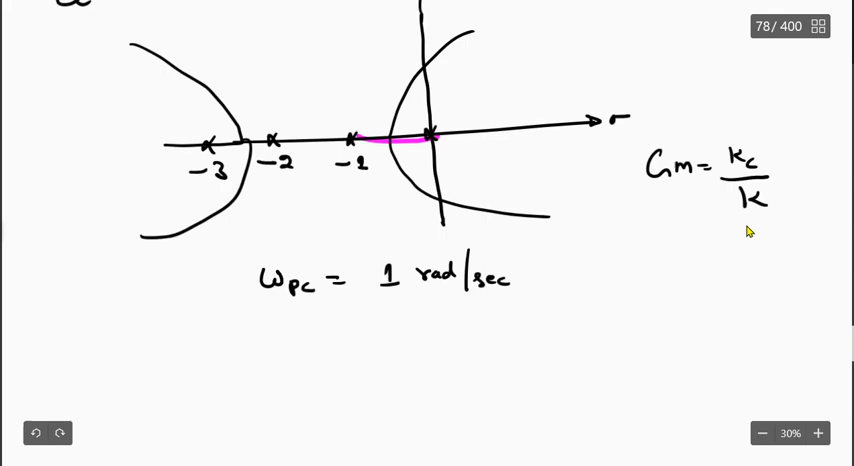 78 / 400
σ
-3
-2
-1
Gm = Kc / K
ωpc = 1 rad/sec
30%